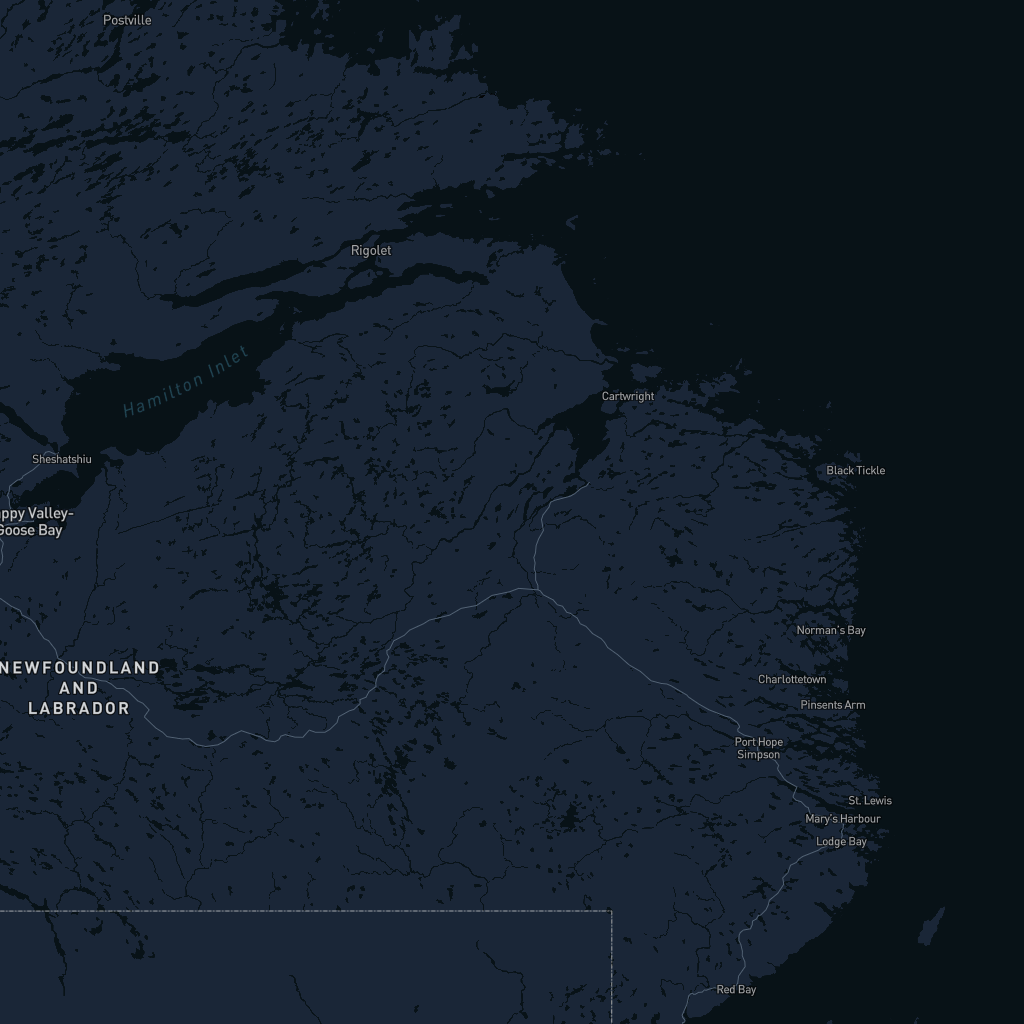 Postville
Rigolet
Hamilton Inlet
Cartwright
Sheshatshiu
Black Tickle
ppy Valley-
Goose Bay
Norman's Bay
NEWFOUNDLAND
AND
LABRADOR
Charlottetown
Pinsents Arm
Port Hope
Simpson
St. Lewis
Mary's Harbour
Lodge Bay
Red Bay